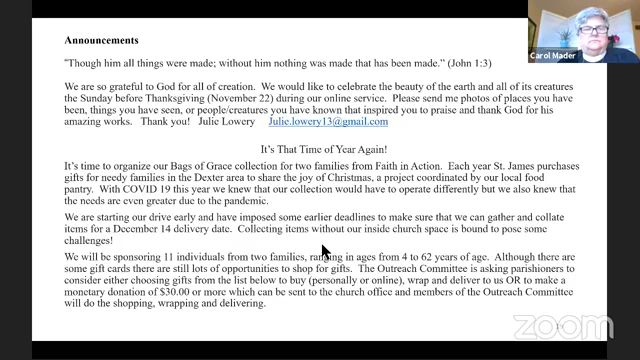 Announcements
"Though him all things were made; without him nothing was made that has been made." (John 1:3)
We are so grateful to God for all of creation. We would like to celebrate the beauty of the earth and all of its creatures
the Sunday before Thanksgiving (November 22) during our online service. Please send me photos of places you have
been, things you have seen, or people/creatures you have known that inspired you to praise and thank God for his
amazing works. Thank you! Julie Lowery Julie.lowery13@gmail.com
It's That Time of Year Again!
It's time to organize our Bags of Grace collection for two families from Faith in Action. Each year St. James purchases
gifts for needy families in the Dexter area to share the joy of Christmas, a project coordinated by our local food
pantry. With COVID 19 this year we knew that our collection would have to operate differently but we also knew that
the needs are even greater due to the pandemic.
We are starting our drive early and have imposed some earlier deadlines to make sure that we can gather and collate
items for a December 14 delivery date. Collecting items without our inside church space is bound to pose some
challenges!
We will be sponsoring 11 individuals from two families, ranging in ages from 4 to 62 years of age. Although there are
some gift cards there are still lots of opportunities to shop for gifts. The Outreach Committee is asking parishioners to
consider either choosing gifts from the list below to buy (personally or online), wrap and deliver to us OR to make a
monetary donation of $30.00 or more which can be sent to the church office and members of the Outreach Committee
will do the shopping, wrapping and delivering.
Carol Mader
zoom